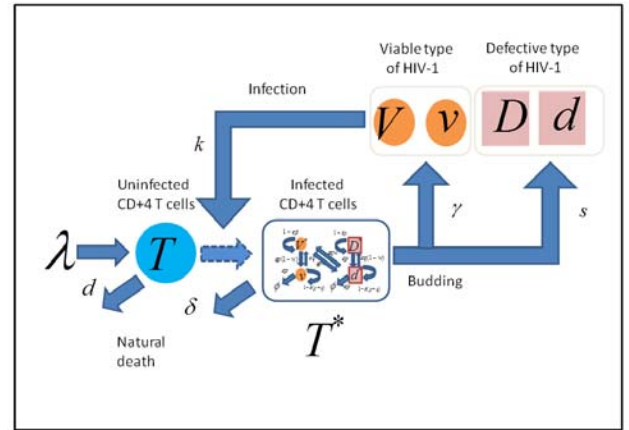 Viable type
of HIV-1
Defective type
of HIV-1
Infection
V v D d
k
Uninfected
CD+4 T cells
Infected
CD+4 T cells
γ
s
λ
T
d
δ
Budding
Natural
death
T*